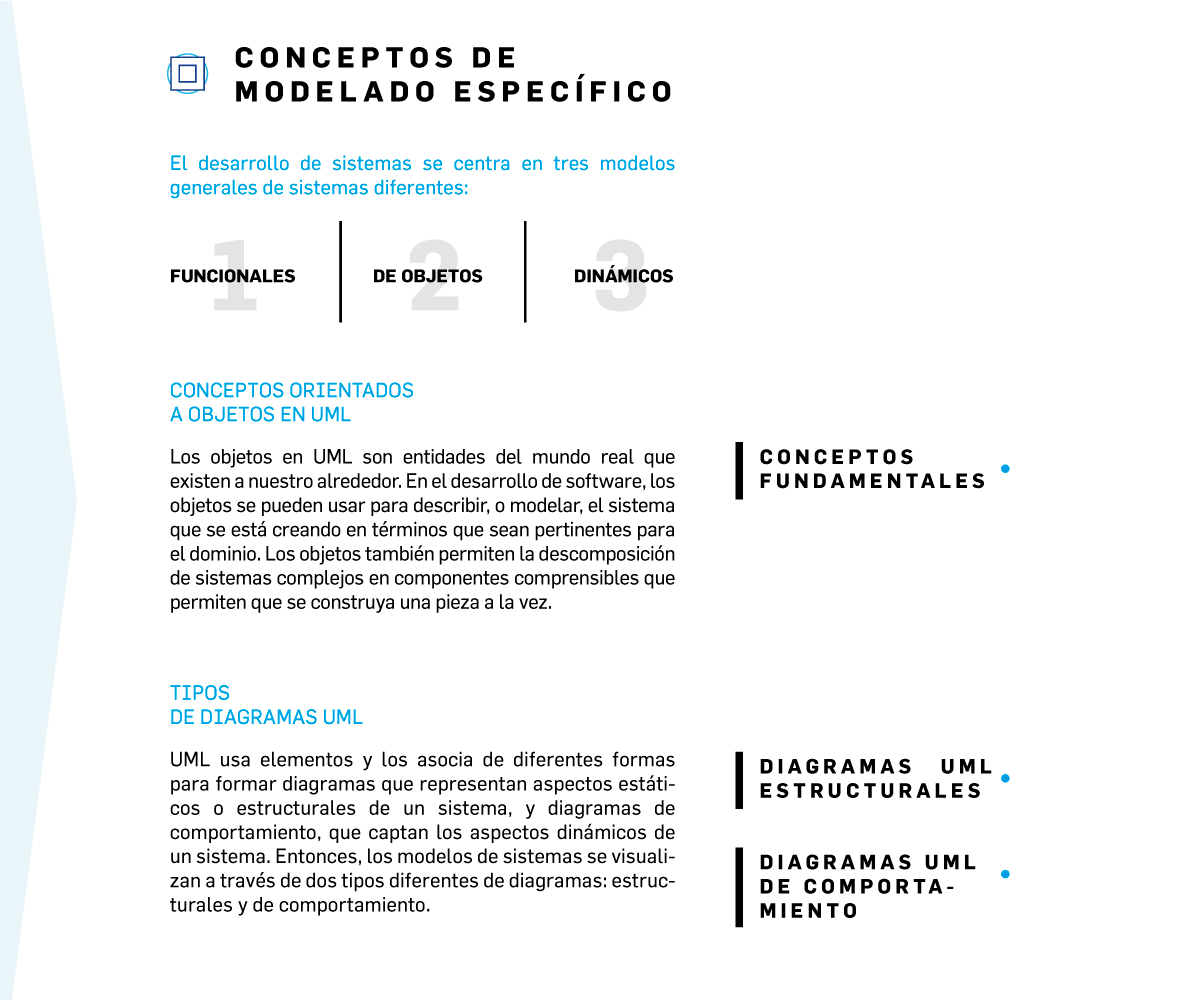 CONCEPTOS DE
MODELADO ESPECÍFICO
El desarrollo de sistemas se centra en tres modelos
generales de sistemas diferentes:
1
FUNCIONALES
2
DE OBJETOS
3
DINÁMICOS
CONCEPTOS ORIENTADOS
A OBJETOS EN UML
Los objetos en UML son entidades del mundo real que
existen a nuestro alrededor. En el desarrollo de software, los
objetos se pueden usar para describir, o modelar, el sistema
que se está creando en términos que sean pertinentes para
el dominio. Los objetos también permiten la descomposición
de sistemas complejos en componentes comprensibles que
permiten que se construya una pieza a la vez.
CONCEPTOS
FUNDAMENTALES
TIPOS
DE DIAGRAMAS UML
UML usa elementos y los asocia de diferentes formas
para formar diagramas que representan aspectos estáti-
cos o estructurales de un sistema, y diagramas de
comportamiento, que captan los aspectos dinámicos de
un sistema. Entonces, los modelos de sistemas se visuali-
zan a través de dos tipos diferentes de diagramas: estruc-
turales y de comportamiento.
DIAGRAMAS UML
ESTRUCTURALES
DIAGRAMAS UML
DE COMPORTA-
MIENTO